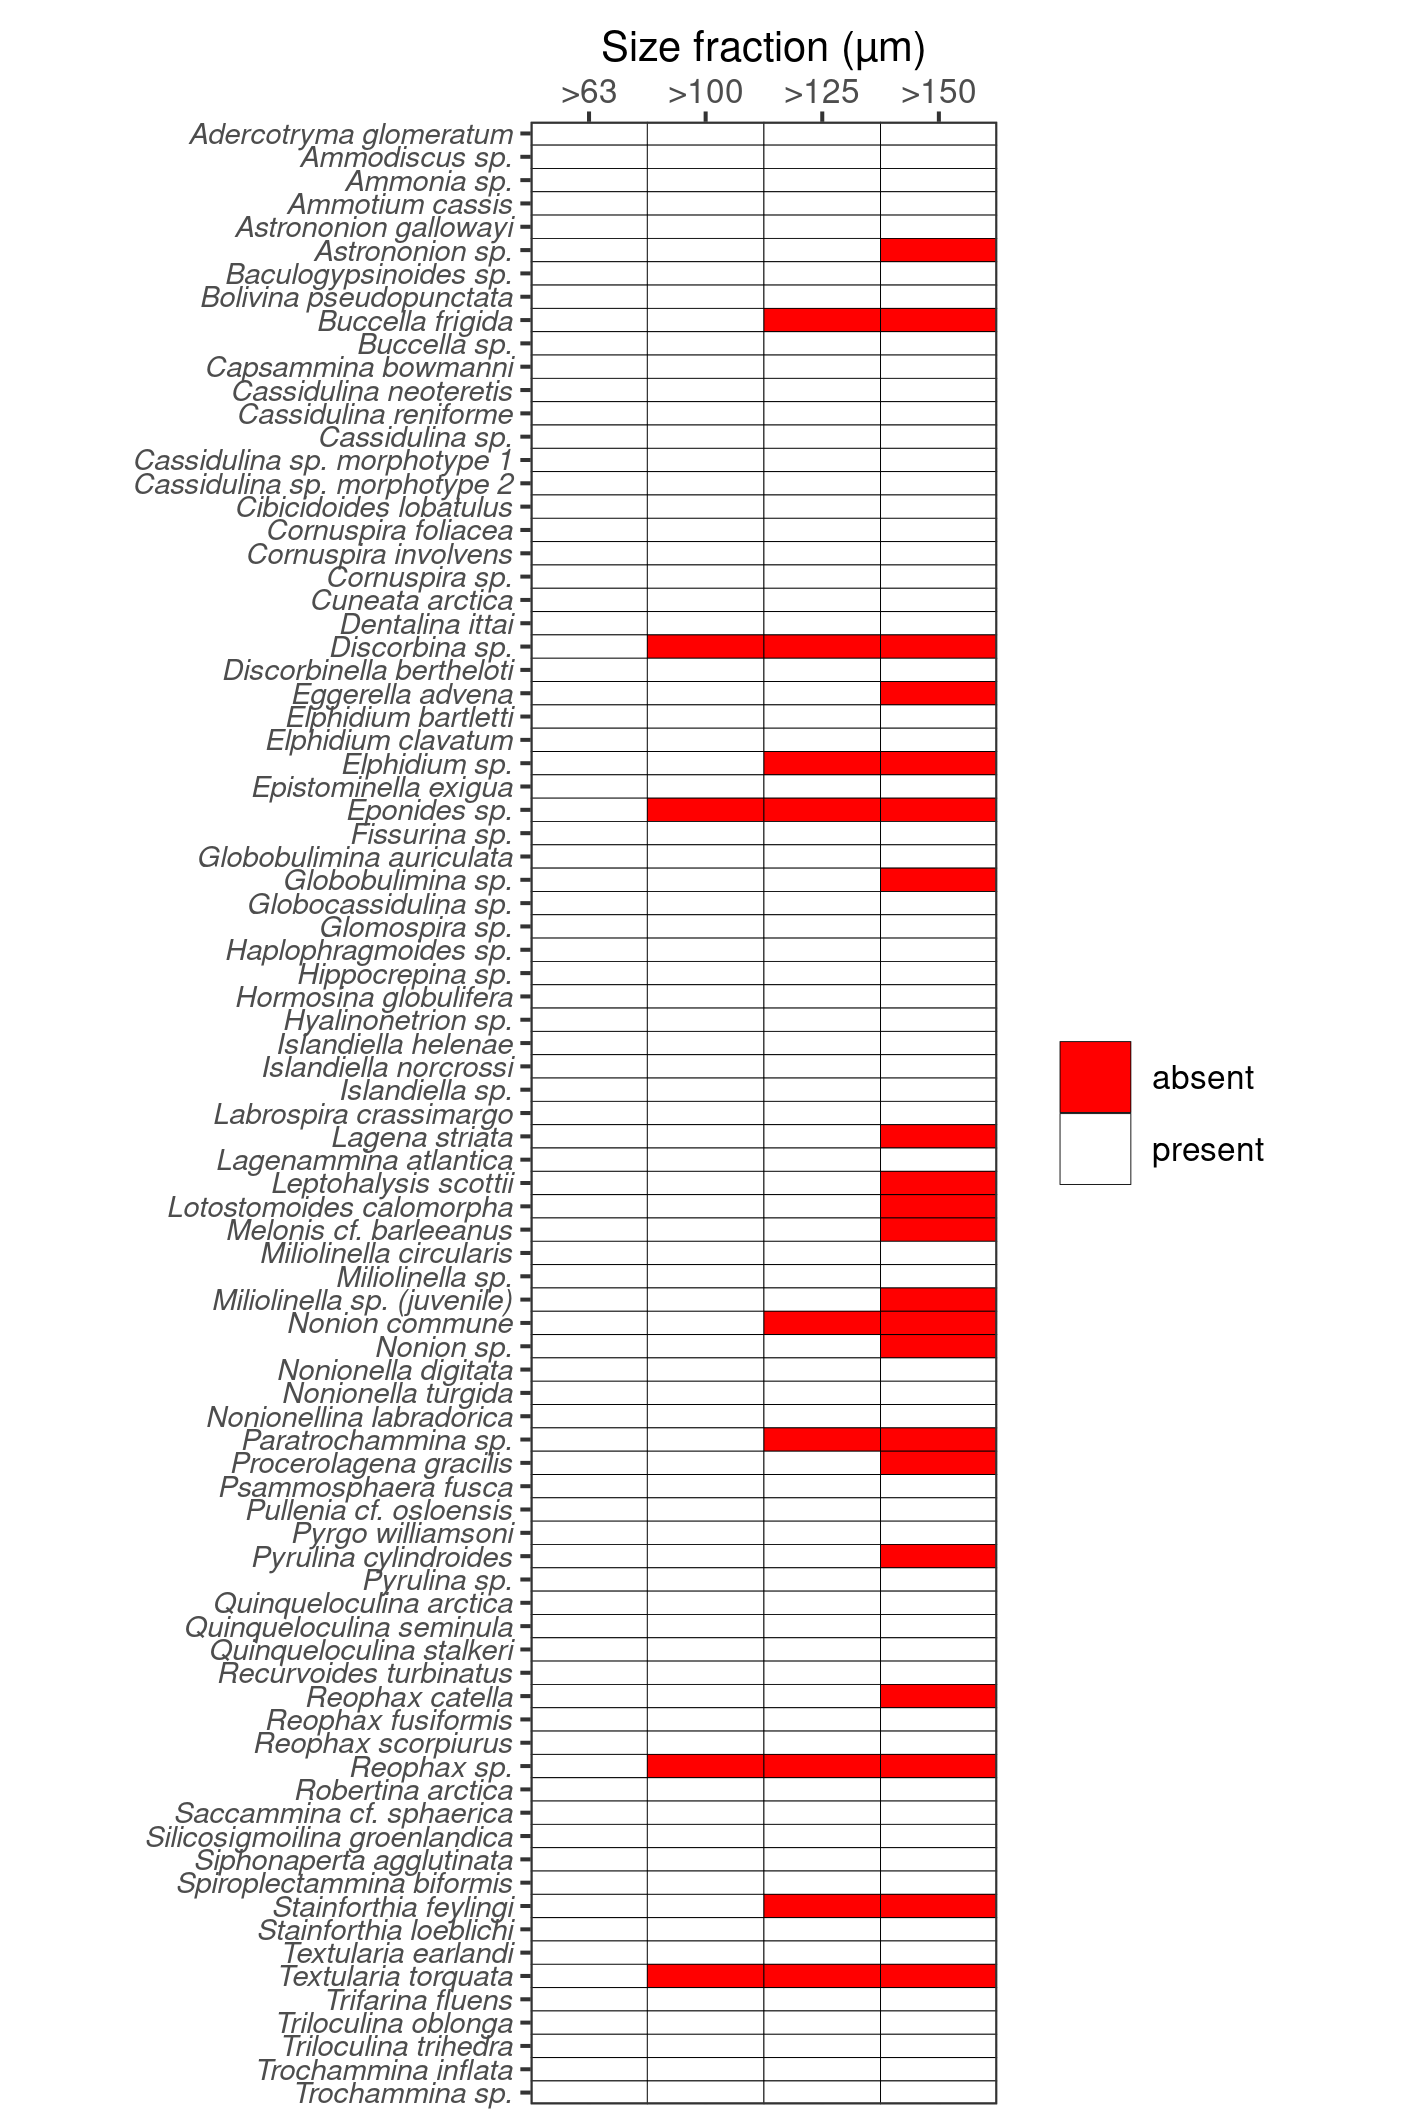 Size fraction (µm)
>63 >100 >125 >150
Adercotryma glomeratum
Ammodiscus sp.
Ammonia sp.
Ammotium cassis
Astrononion gallowayi
Astrononion sp.
Baculogypsinoides sp.
Bolivina pseudopunctata
Buccella frigida
Buccella sp.
Capsammina bowmanni
Cassidulina neoteretis
Cassidulina reniforme
Cassidulina sp.
Cassidulina sp. morphotype 1
Cassidulina sp. morphotype 2
Cibicidoides lobatulus
Cornuspira foliacea
Cornuspira involvens
Cornuspira sp.
Cuneata arctica
Dentalina ittai
Discorbina sp.
Discorbinella bertheloti
Eggerella advena
Elphidium bartletti
Elphidium clavatum
Elphidium sp.
Epistominella exigua
Eponides sp.
Fissurina sp.
Globobulimina auriculata
Globobulimina sp.
Globocassidulina sp.
Glomospira sp.
Haplophragmoides sp.
Hippocrepina sp.
Hormosina globulifera
Hyalinonetrion sp.
Islandiella helenae
Islandiella norcrossi
Islandiella sp.
Labrospira crassimargo
Lagena striata
Lagenammina atlantica
Leptohalysis scottii
Lotostomoides calomorpha
Melonis cf. barleeanus
Miliolinella circularis
Miliolinella sp.
Miliolinella sp. (juvenile)
Nonion commune
Nonion sp.
Nonionella digitata
Nonionella turgida
Nonionellina labradorica
Paratrochammina sp.
Procerolagena gracilis
Psammosphaera fusca
Pullenia cf. osloensis
Pyrgo williamsoni
Pyrulina cylindroides
Pyrulina sp.
Quinqueloculina arctica
Quinqueloculina seminula
Quinqueloculina stalkeri
Recurvoides turbinatus
Reophax catella
Reophax fusiformis
Reophax scorpiurus
Reophax sp.
Robertina arctica
Saccammina cf. sphaerica
Silicosigmoilina groenlandica
Siphonaperta agglutinata
Spiroplectammina biformis
Stainforthia feylingi
Stainforthia loeblichi
Textularia earlandi
Textularia torquata
Trifarina fluens
Triloculina oblonga
Triloculina trihedra
Trochammina inflata
Trochammina sp.
absent
present